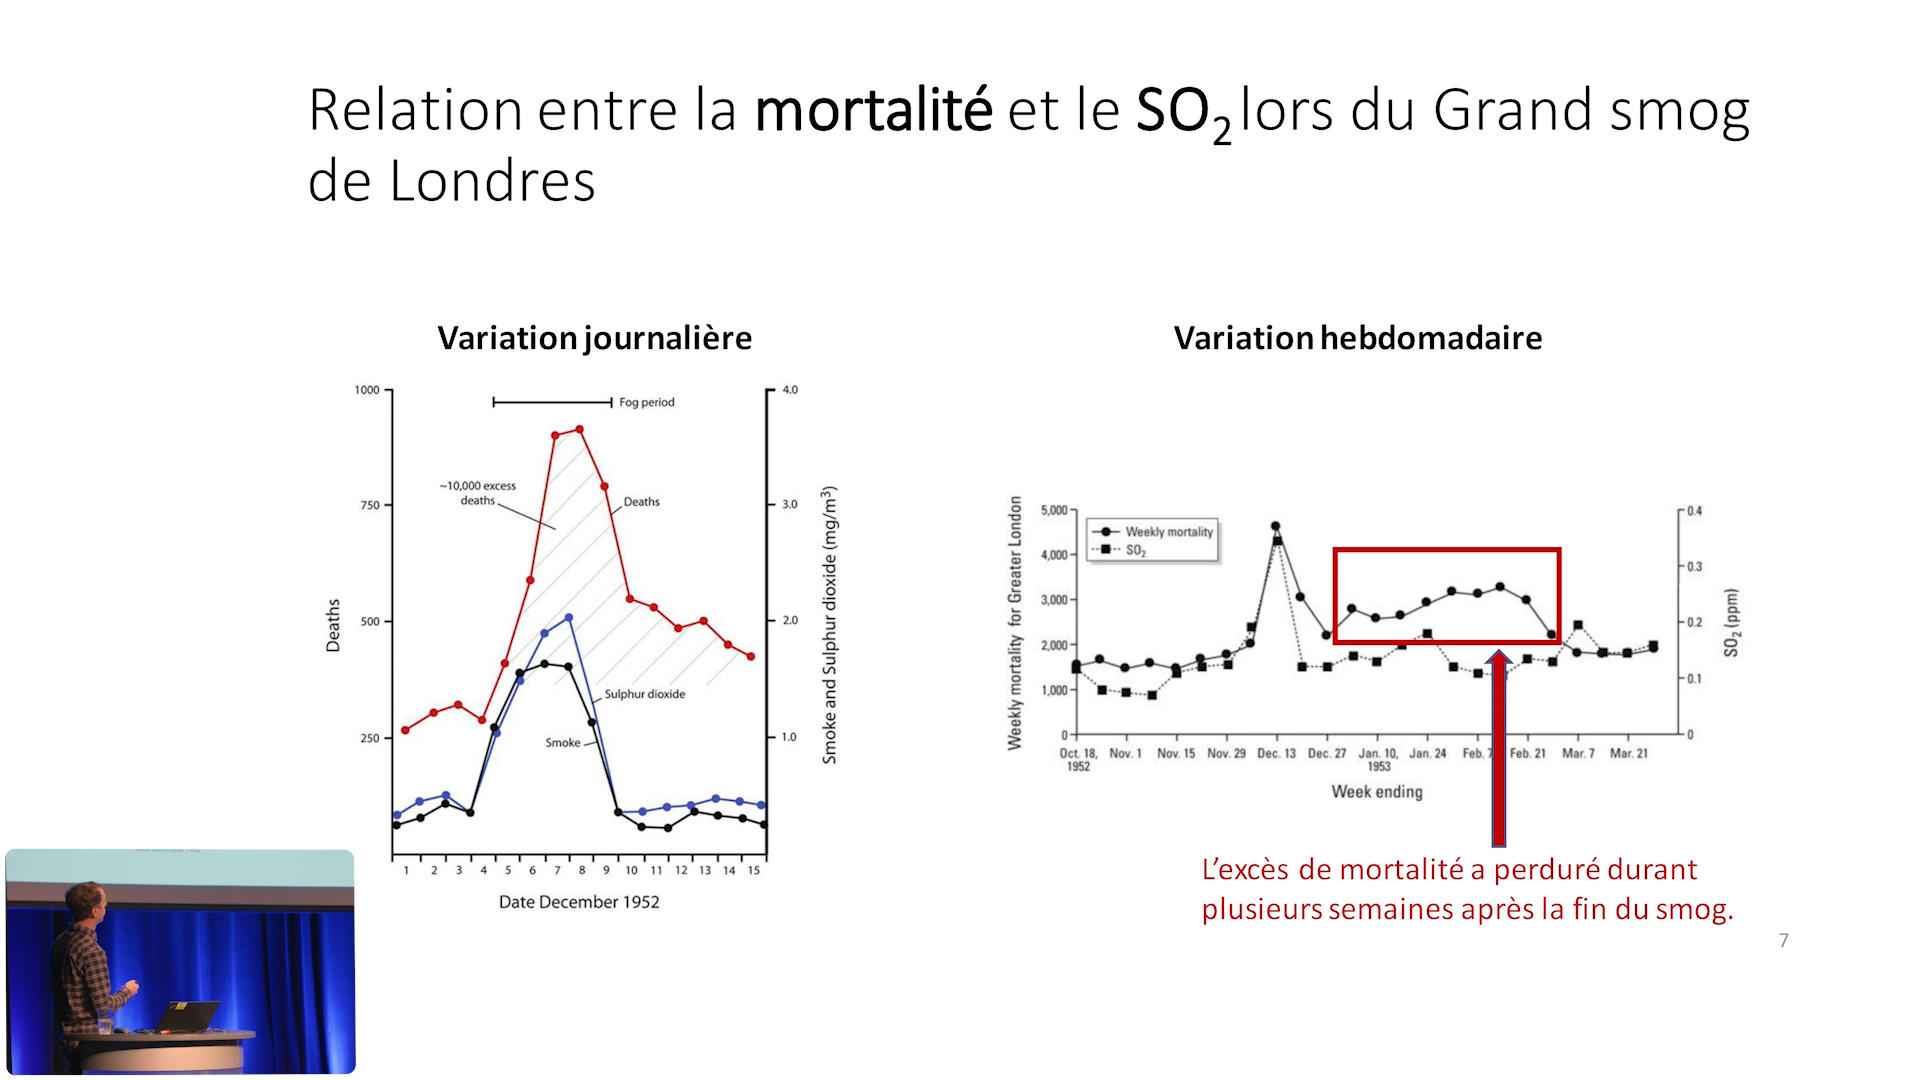 Relation entre la mortalité et le SO2 lors du Grand smog
de Londres
Variation journalière
1000
750
500
250
Deaths
4.0
3.0
2.0
1.0
Smoke and Sulphur dioxide (mg/m3)
Fog period
~10,000 excess
deaths
Deaths
Sulphur dioxide
Smoke
1 2 3 4 5 6 7 8 9 10 11 12 13 14 15
Date December 1952
Variation hebdomadaire
Weekly mortality for Greater London
5,000
4,000
3,000
2,000
1,000
0
Weekly mortality
SO2
0.4
0.3
0.2
0.1
0
SO2 (ppm)
Oct. 18, Nov. 1 Nov. 15 Nov. 29 Dec. 13 Dec. 27 Jan. 10, Jan. 24 Feb. 7 Feb. 21 Mar. 7 Mar. 21
1952 1953
Week ending
L'excès de mortalité a perduré durant
plusieurs semaines après la fin du smog.
7